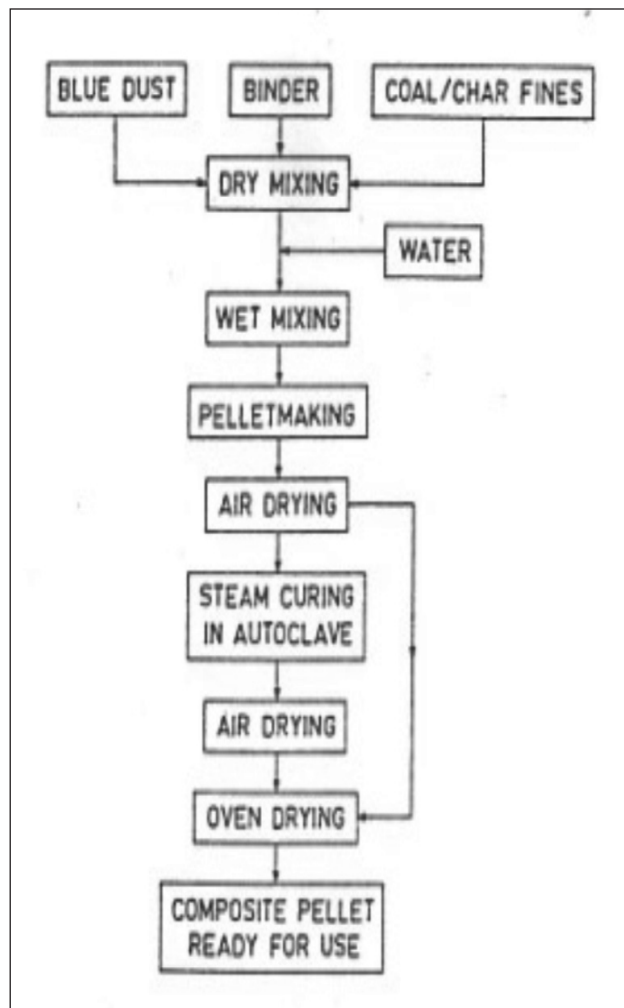 BLUE DUST
BINDER
COAL/CHAR FINES
DRY MIXING
WATER
WET MIXING
PELLETMAKING
AIR DRYING
STEAM CURING
IN AUTOCLAVE
AIR DRYING
OVEN DRYING
COMPOSITE PELLET
READY FOR USE